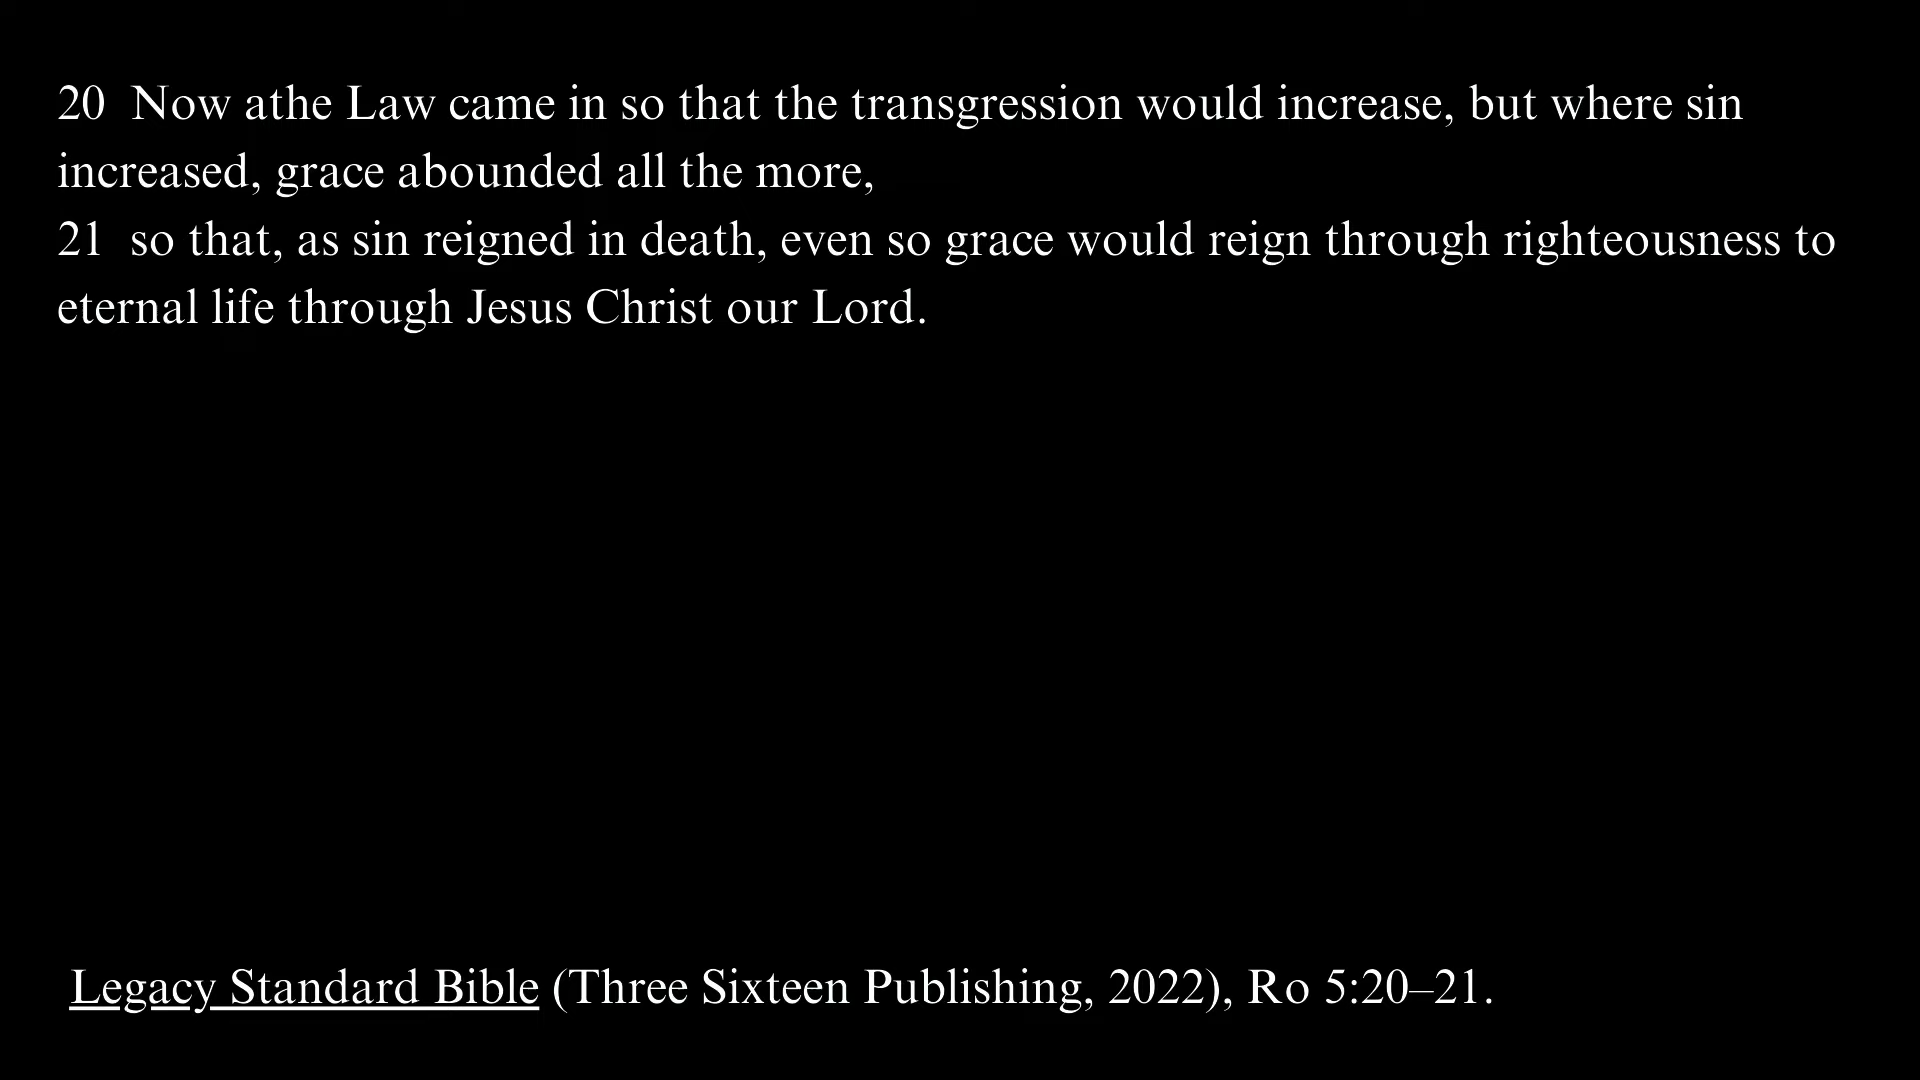 20  Now athe Law came in so that the transgression would increase, but where sin
increased, grace abounded all the more,
21  so that, as sin reigned in death, even so grace would reign through righteousness to
eternal life through Jesus Christ our Lord.
Legacy Standard Bible (Three Sixteen Publishing, 2022), Ro 5:20–21.